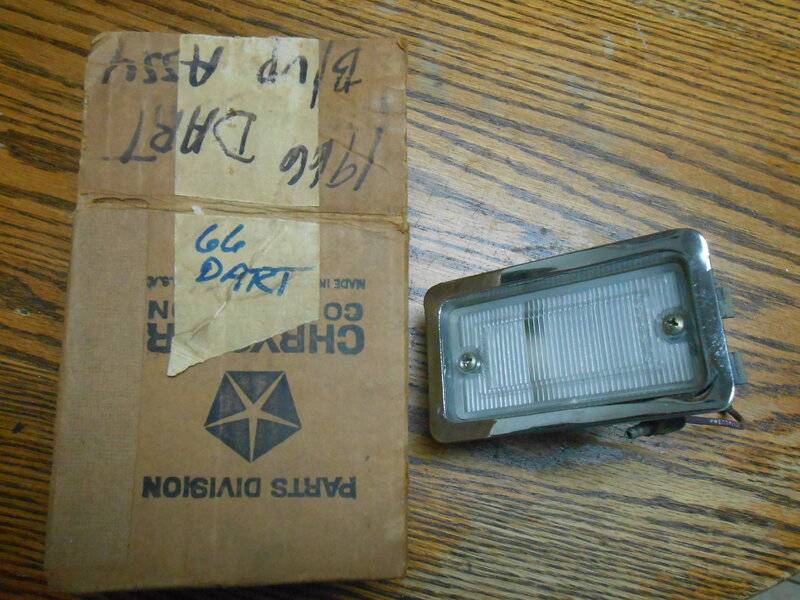 66
DART
PARTS DIVISION
CHRYSLER
MADE IN
1966 DART
B/UP ASSY